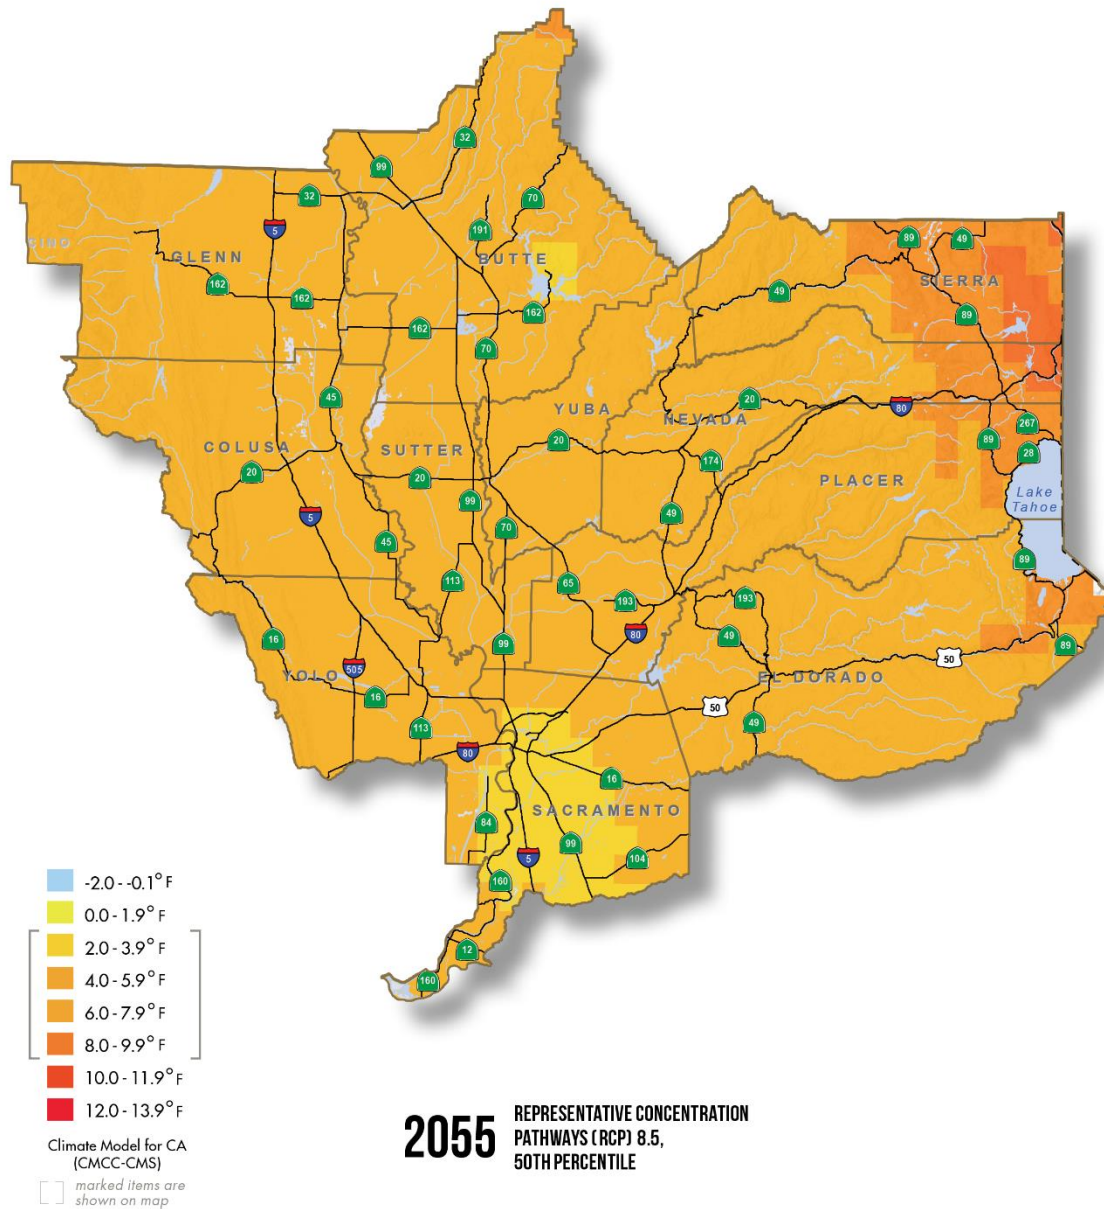 32
99
32
70
191
5
89
49
CINO
GLENN
BUTTE
SIERRA
162
162
49
162
162
89
70
45
20
80
YUBA
NEVADA
267
COLUSA
SUTTER
20
89
28
20
20
174
PLACER
99
Lake
Tahoe
5
49
70
45
89
113
65
193
193
16
80
49
99
89
50
505
YOLO
EL DORADO
16
50
113
49
80
16
SACRAMENTO
84
99
5
104
160
12
160
-2.0 - -0.1° F
0.0 - 1.9° F
2.0 - 3.9° F
4.0 - 5.9° F
6.0 - 7.9° F
8.0 - 9.9° F
10.0 - 11.9° F
12.0 - 13.9° F
Climate Model for CA
(CMCC-CMS)
marked items are
shown on map
2055
REPRESENTATIVE CONCENTRATION
PATHWAYS (RCP) 8.5,
50TH PERCENTILE